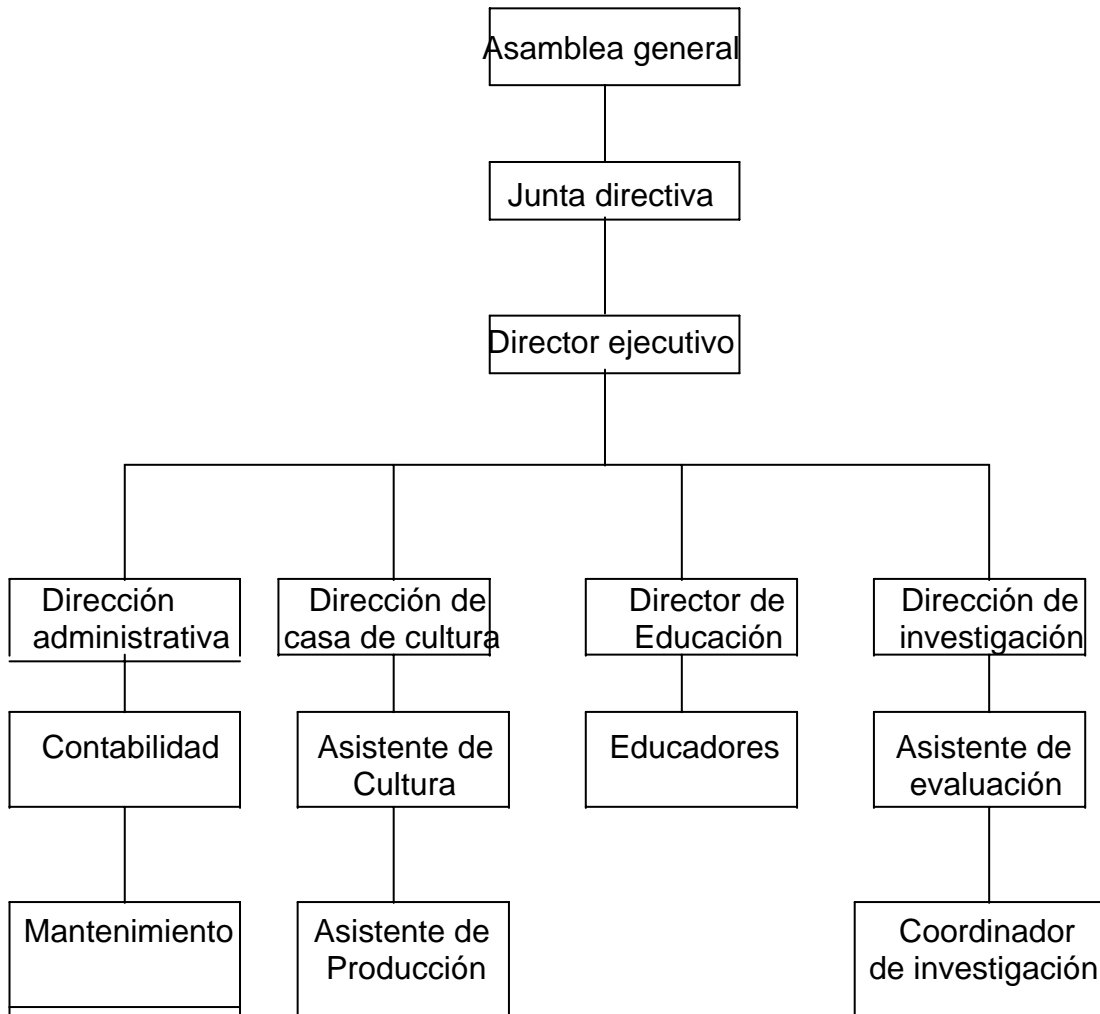 Asamblea general
Junta directiva
Director ejecutivo
Dirección
administrativa
Dirección de
casa de cultura
Director de
Educación
Dirección de
investigación
Contabilidad
Asistente de
Cultura
Educadores
Asistente de
evaluación
Mantenimiento
Asistente de
Producción
Coordinador
de investigación